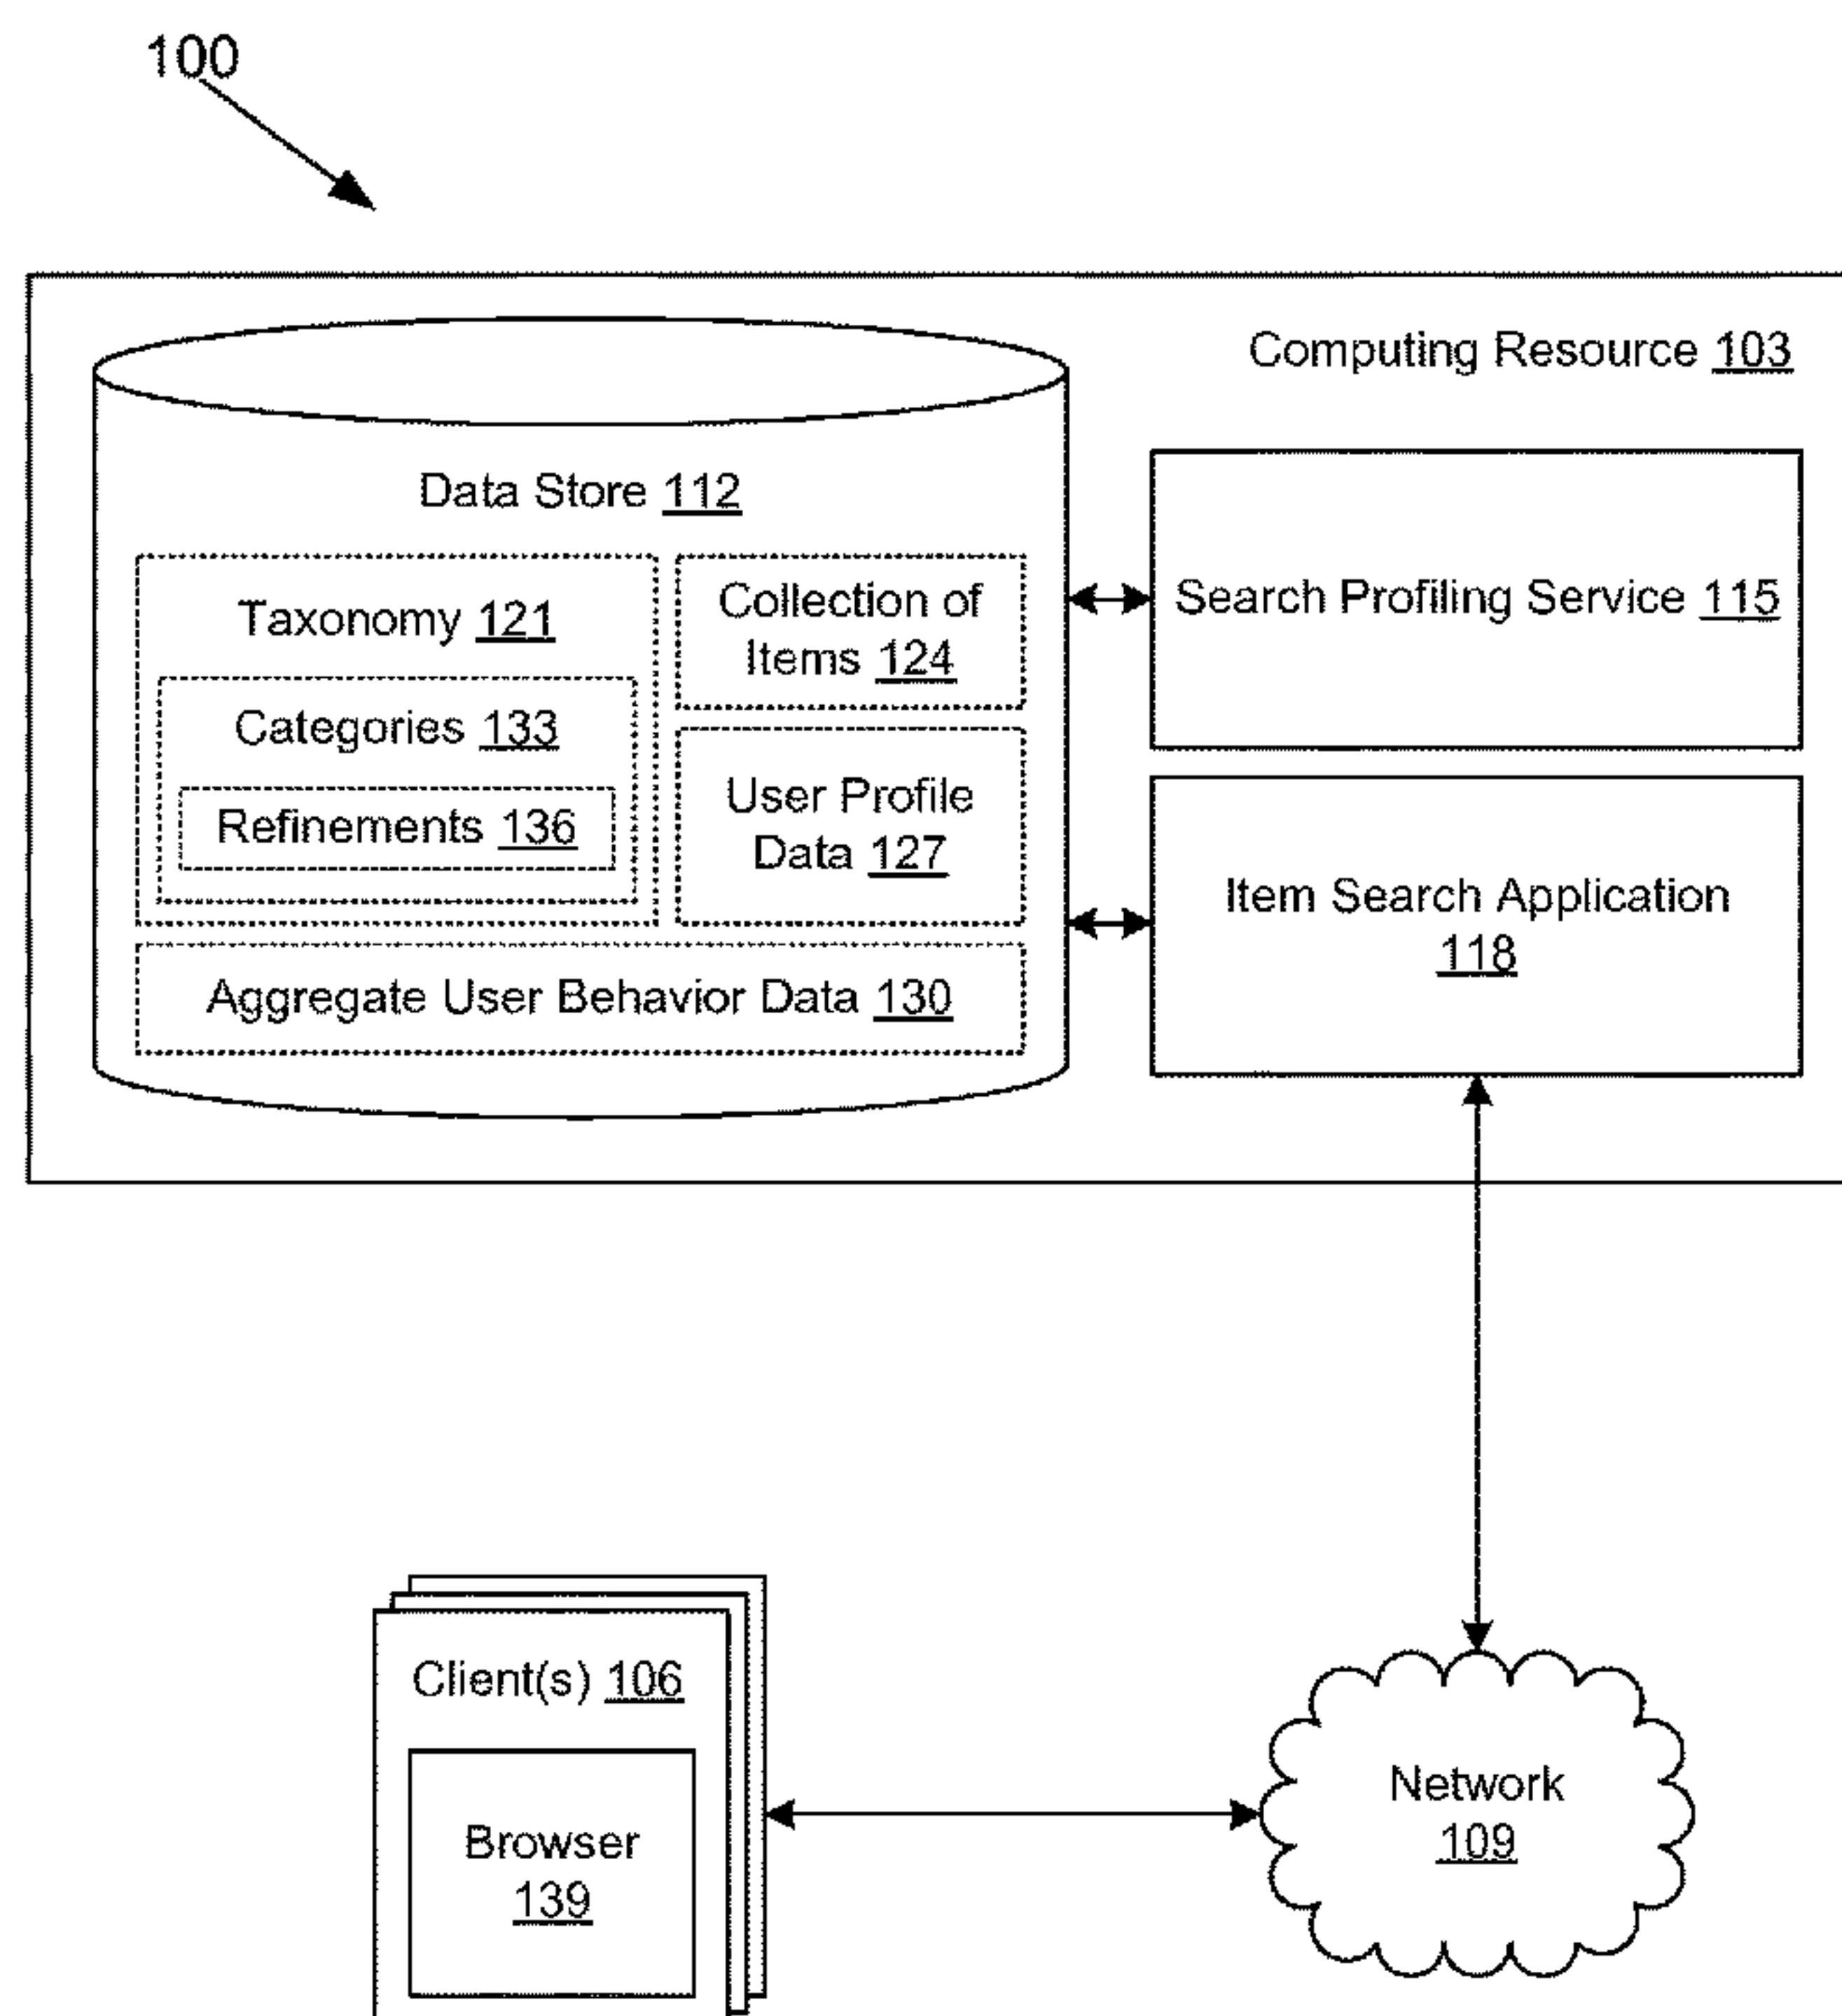 100
Computing Resource 103
Data Store 112
Taxonomy 121
Categories 133
Refinements 136
Collection of
Items 124
User Profile
Data 127
Aggregate User Behavior Data 130
Search Profiling Service 115
Item Search Application
118
Client(s) 106
Browser
139
Network
109